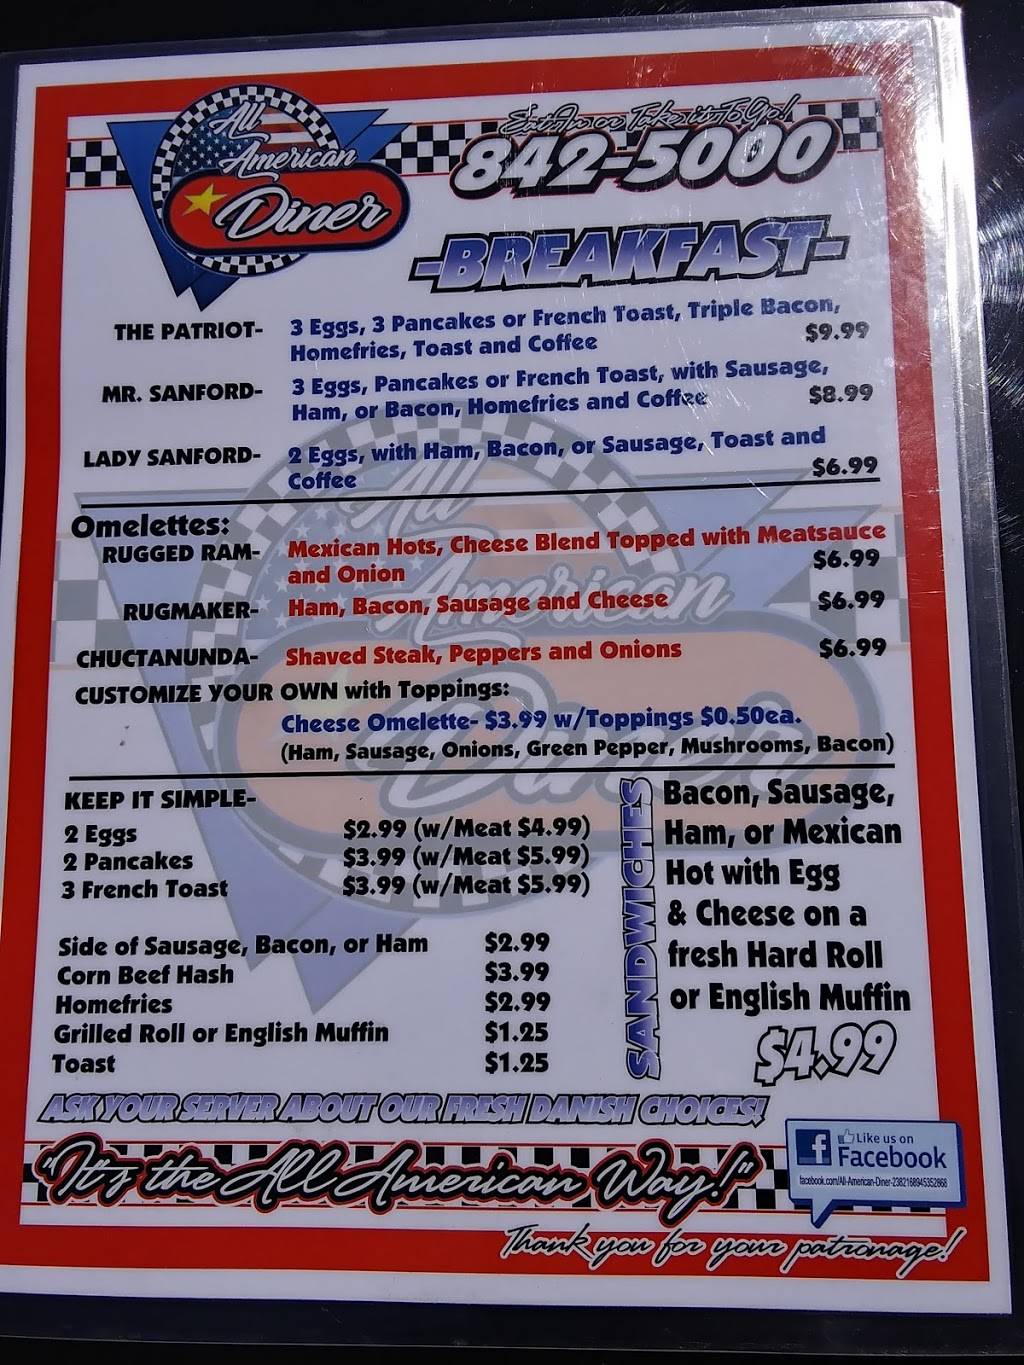 All
American
Diner
Eat In or Take it To Go!
842-5000
-BREAKFAST-
THE PATRIOT- 3 Eggs, 3 Pancakes or French Toast, Triple Bacon,
Homefries, Toast and Coffee $9.99
MR. SANFORD- 3 Eggs, Pancakes or French Toast, with Sausage,
Ham, or Bacon, Homefries and Coffee $8.99
LADY SANFORD- 2 Eggs, with Ham, Bacon, or Sausage, Toast and
Coffee $6.99
Omelettes:
RUGGED RAM- Mexican Hots, Cheese Blend Topped with Meatsauce
and Onion $6.99
RUGMAKER- Ham, Bacon, Sausage and Cheese $6.99
CHUCTANUNDA- Shaved Steak, Peppers and Onions $6.99
CUSTOMIZE YOUR OWN with Toppings:
Cheese Omelette- $3.99 w/Toppings $0.50ea.
(Ham, Sausage, Onions, Green Pepper, Mushrooms, Bacon)
All
American
Diner
KEEP IT SIMPLE-
2 Eggs $2.99 (w/Meat $4.99)
2 Pancakes $3.99 (w/Meat $5.99)
3 French Toast $3.99 (w/Meat $5.99)
Side of Sausage, Bacon, or Ham $2.99
Corn Beef Hash $3.99
Homefries $2.99
Grilled Roll or English Muffin $1.25
Toast $1.25
SANDWICHES
Bacon, Sausage,
Ham, or Mexican
Hot with Egg
& Cheese on a
fresh Hard Roll
or English Muffin
$4.99
ASK YOUR SERVER ABOUT OUR FRESH DANISH CHOICES!
"It's the All American Way!"
f Like us on
Facebook
facebook.com/All-American-Diner-2382168945352868
Thank you for your patronage!